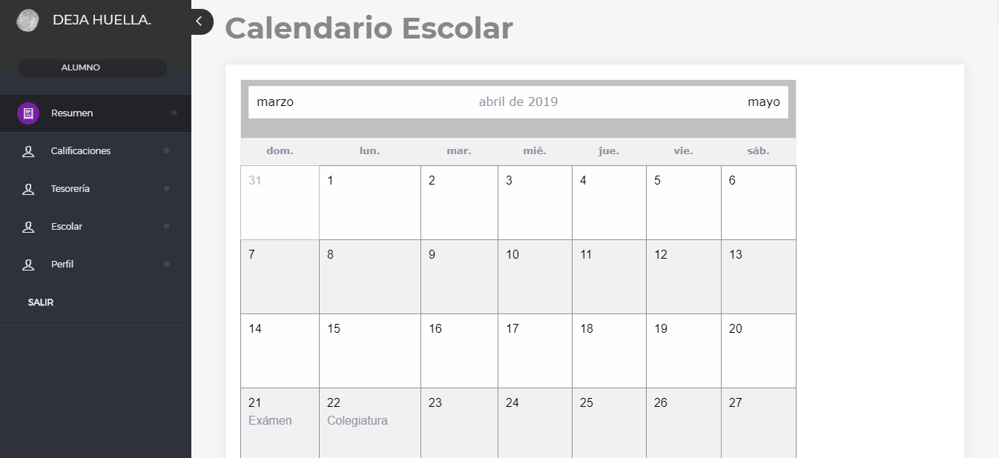 DEJA HUELLA.
ALUMNO
Resumen
Calificaciones
Tesorería
Escolar
Perfil
SALIR
Calendario Escolar
marzo abril de 2019 mayo
dom. lun. mar. mié. jue. vie. sáb.
31 1 2 3 4 5 6
7 8 9 10 11 12 13
14 15 16 17 18 19 20
21 22 23 24 25 26 27
Exámen Colegiatura